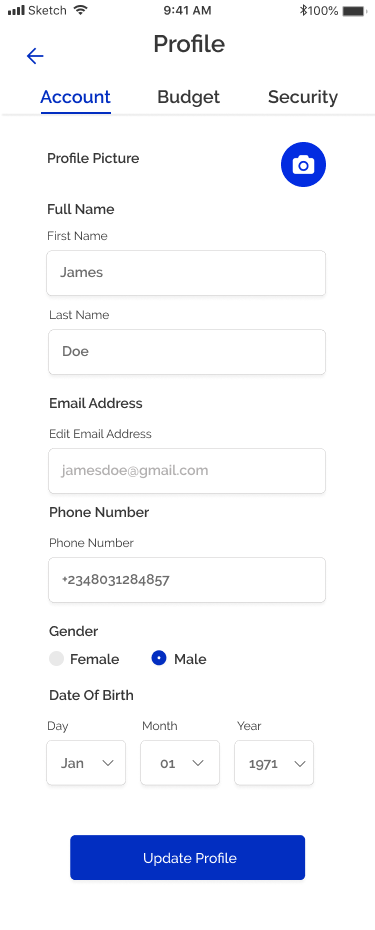 Sketch 9:41 AM 100%
Profile
Account Budget Security
Profile Picture
Full Name
First Name
James
Last Name
Doe
Email Address
Edit Email Address
jamesdoe@gmail.com
Phone Number
Phone Number
+2348031284857
Gender
Female Male
Date Of Birth
Day Month Year
Jan 01 1971
Update Profile